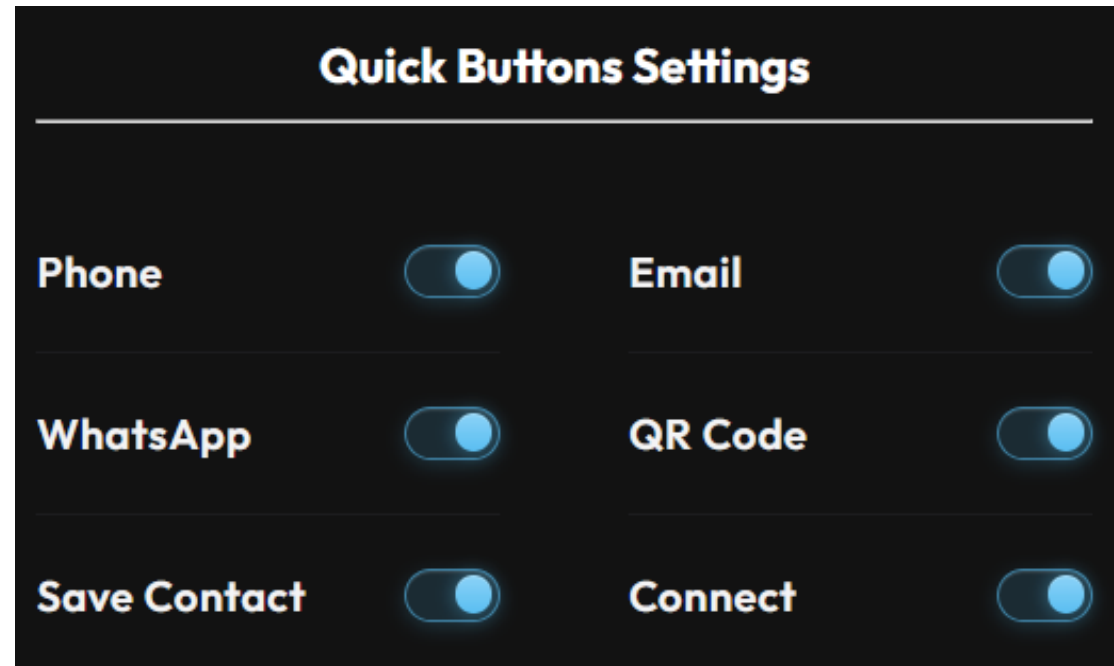 Quick Buttons Settings
Phone
Email
WhatsApp
QR Code
Save Contact
Connect